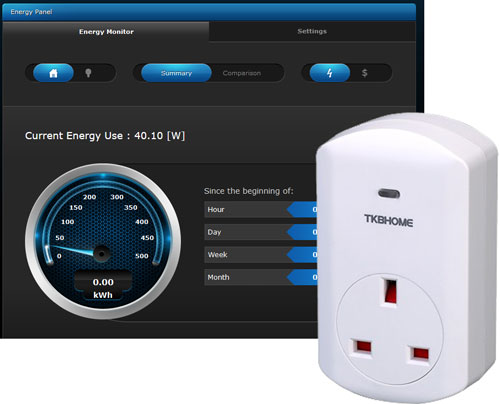 Energy Panel
Energy Monitor Settings
Summary Comparison
$
Current Energy Use : 40.10 [W]
200 300
150 350
100 400
50 450
0 500
0.00
kWh
Since the beginning of:
Hour 0
Day 0
Week 0
Month 0
TKBHOME